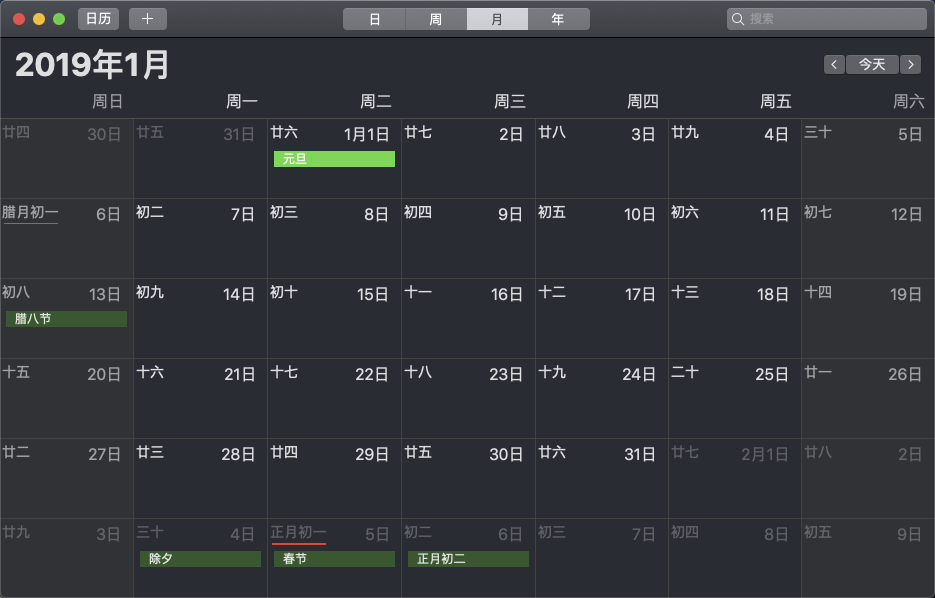 日历 ＋ 日 周 月 年 搜索
2019年1月 今天
周日 周一 周二 周三 周四 周五 周六
廿四 30日 廿五 31日 廿六 1月1日 廿七 2日 廿八 3日 廿九 4日 三十 5日
元旦
腊月初一 6日 初二 7日 初三 8日 初四 9日 初五 10日 初六 11日 初七 12日
初八 13日 初九 14日 初十 15日 十一 16日 十二 17日 十三 18日 十四 19日
腊八节
十五 20日 十六 21日 十七 22日 十八 23日 十九 24日 二十 25日 廿一 26日
廿二 27日 廿三 28日 廿四 29日 廿五 30日 廿六 31日 廿七 2月1日 廿八 2日
廿九 3日 三十 4日 正月初一 5日 初二 6日 初三 7日 初四 8日 初五 9日
除夕 春节 正月初二